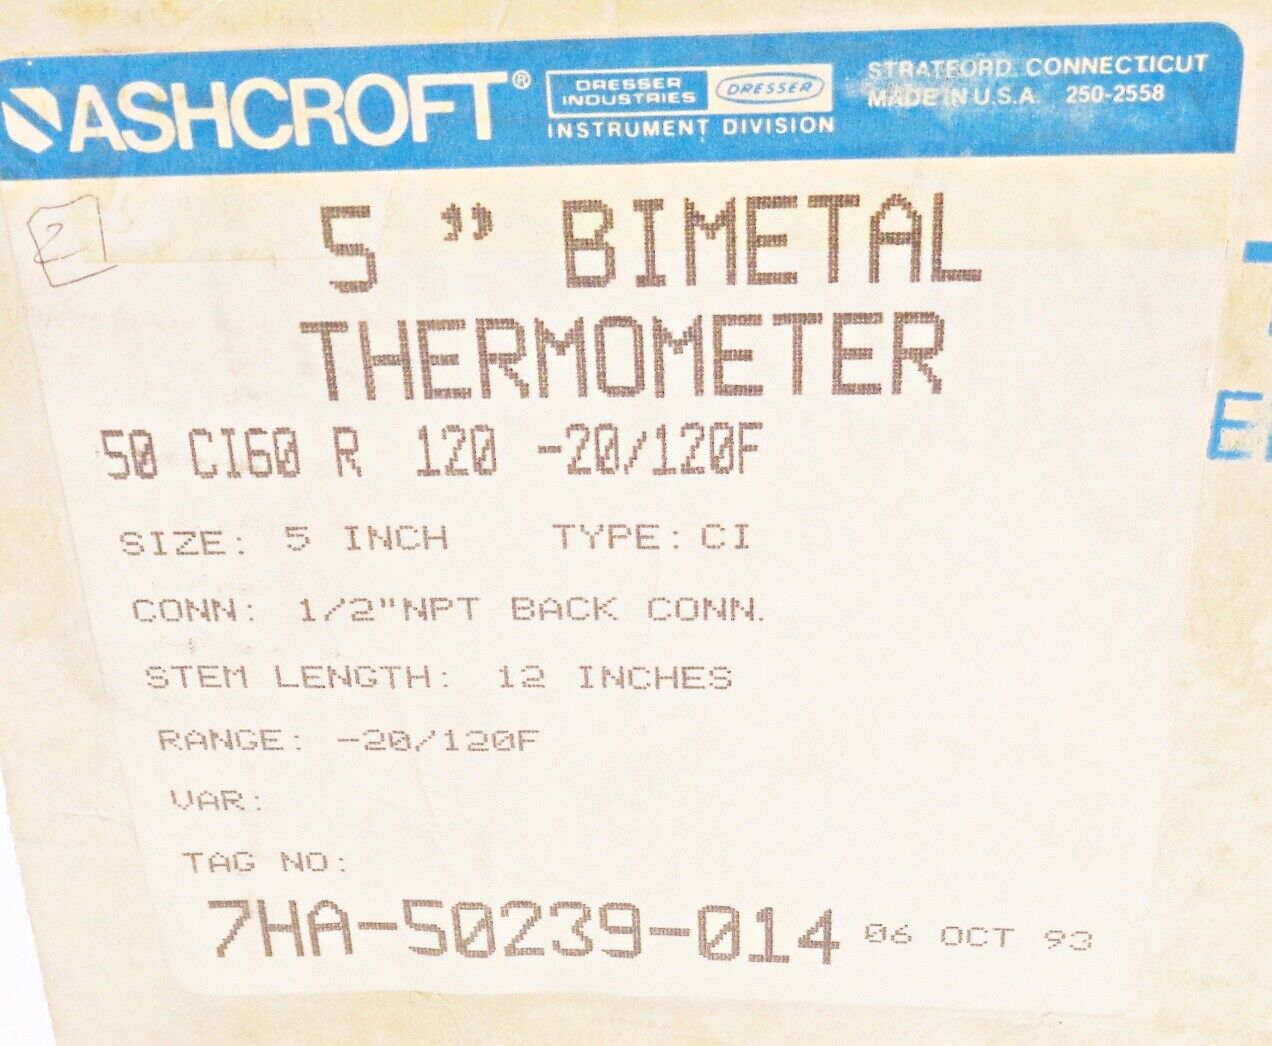 ASHCROFT®
DRESSER INDUSTRIES
DRESSER
INSTRUMENT DIVISION
STRATFORD, CONNECTICUT
MADE IN U.S.A. 250-2558
2
5 " BIMETAL
THERMOMETER
50 CI60 R 120 -20/120F
SIZE: 5 INCH TYPE: CI
CONN: 1/2"NPT BACK CONN.
STEM LENGTH: 12 INCHES
RANGE: -20/120F
VAR:
TAG NO:
7HA-50239-014 06 OCT 93